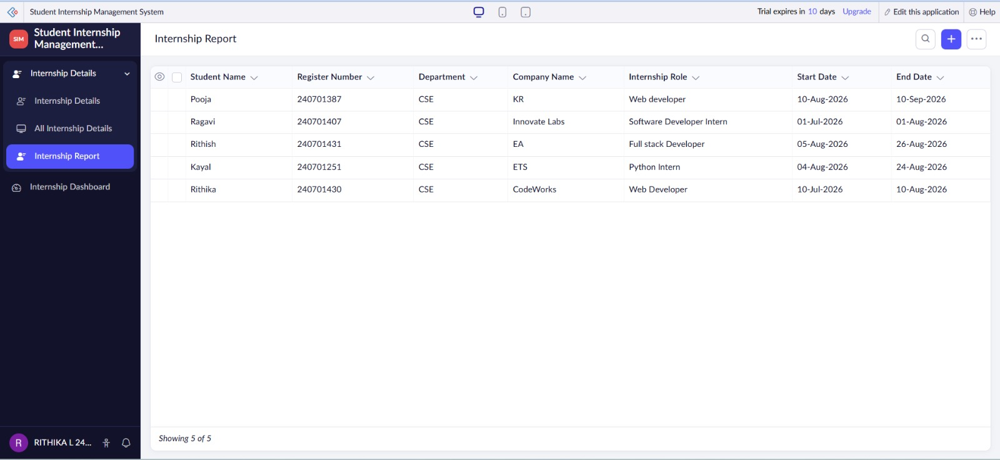 Student Internship Management System
Trial expires in 10 days Upgrade Edit this application Help
SIM Student Internship
Management...
Internship Details
Internship Details
All Internship Details
Internship Report
Internship Dashboard
RITHIKA L 24...
R
Internship Report
Student Name Register Number Department Company Name Internship Role Start Date End Date
Pooja 240701387 CSE KR Web developer 10-Aug-2026 10-Sep-2026
Ragavi 240701407 CSE Innovate Labs Software Developer Intern 01-Jul-2026 01-Aug-2026
Rithish 240701431 CSE EA Full stack Developer 05-Aug-2026 26-Aug-2026
Kayal 240701251 CSE ETS Python Intern 04-Aug-2026 24-Aug-2026
Rithika 240701430 CSE CodeWorks Web Developer 10-Jul-2026 10-Aug-2026
Showing 5 of 5